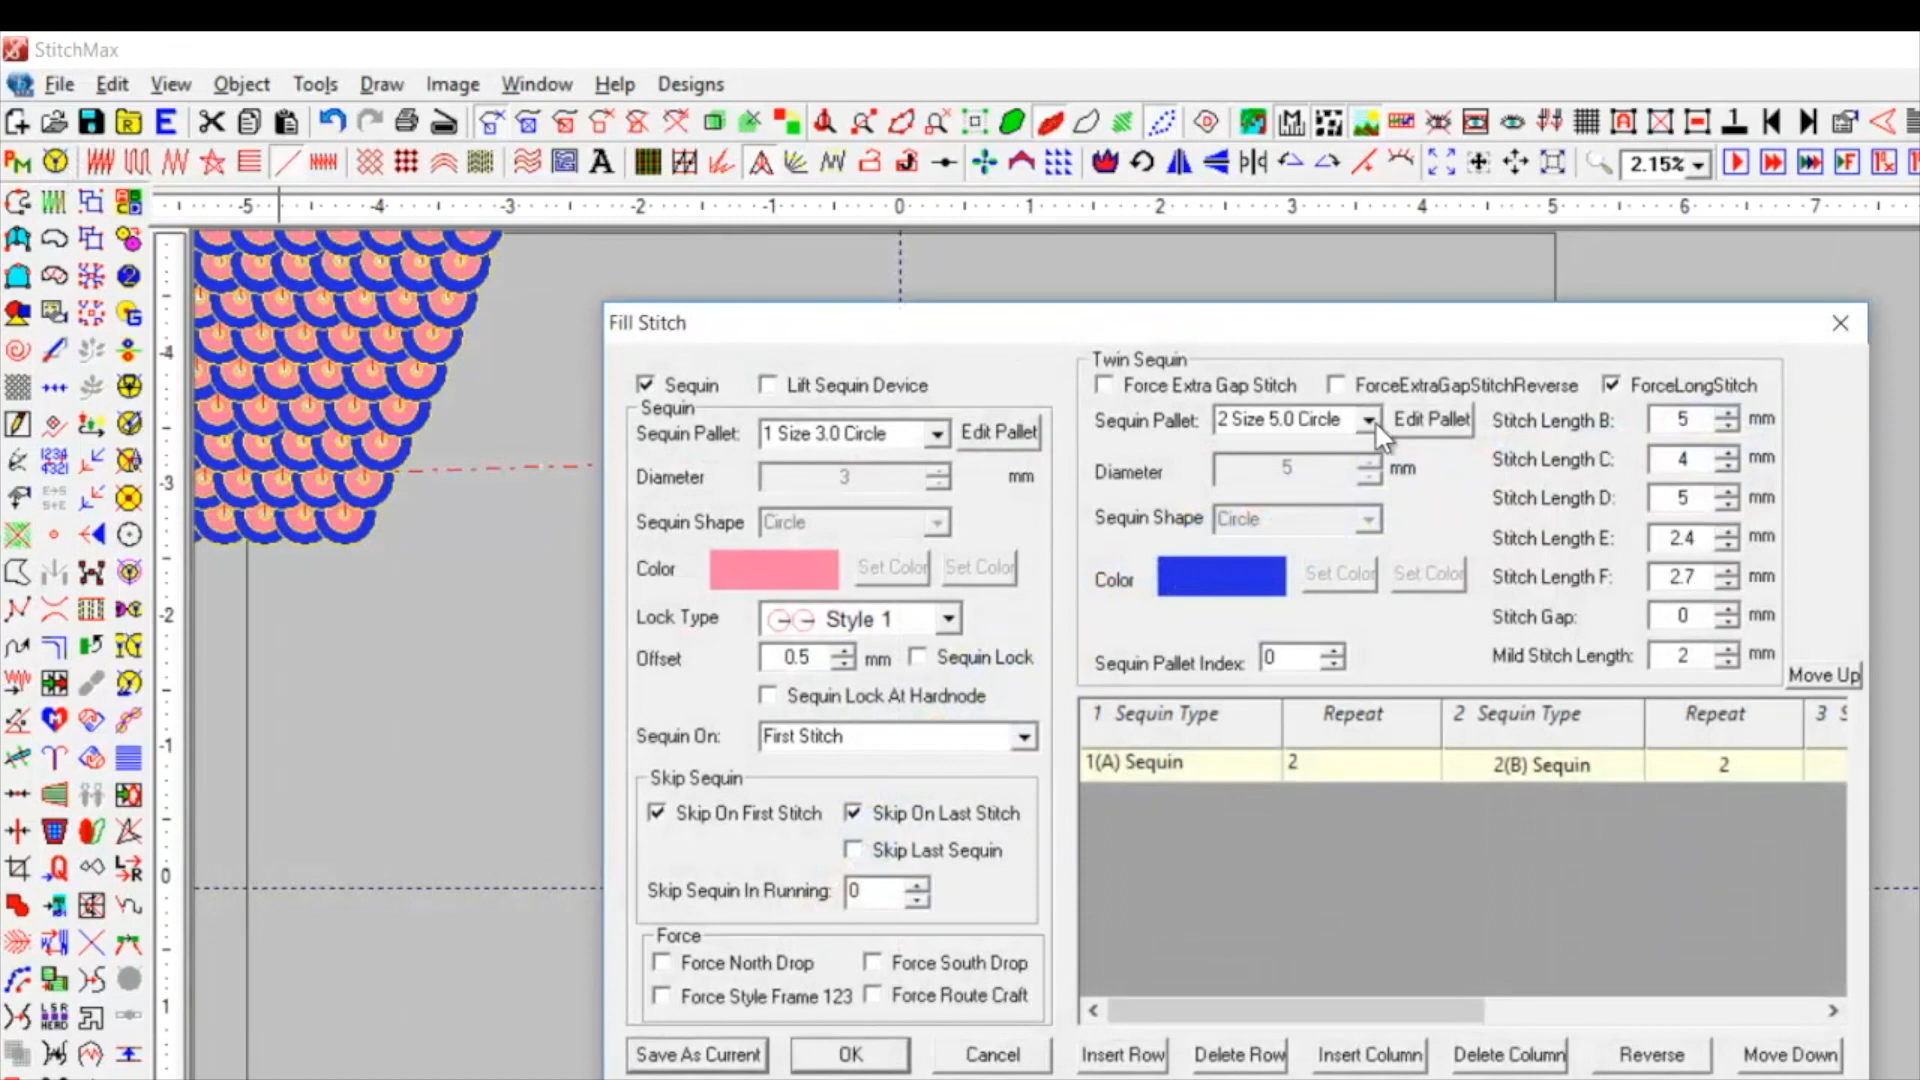 StitchMax
File Edit View Object Tools Draw Image Window Help Designs
2.15%
-5 -4 -3 -2 -1 0 1 2 3 4 5 6 7
-4
-3
-2
-1
0
1
Fill Stitch
Sequin Lift Sequin Device
Sequin
Sequin Pallet: 1 Size 3.0 Circle Edit Pallet
Diameter 3 mm
Sequin Shape Circle
Color Set Color Set Color
Lock Type Style 1
Offset 0.5 mm Sequin Lock
Sequin Lock At Hardnode
Sequin On: First Stitch
Skip Sequin
Skip On First Stitch Skip On Last Stitch
Skip Last Sequin
Skip Sequin In Running: 0
Force
Force North Drop Force South Drop
Force Style Frame 123 Force Route Craft
Save As Current OK Cancel
Twin Sequin
Force Extra Gap Stitch ForceExtraGapStitchReverse ForceLongStitch
Sequin Pallet: 2 Size 5.0 Circle Edit Pallet
Diameter 5 mm
Sequin Shape Circle
Color Set Color Set Color
Sequin Pallet Index: 0
Stitch Length B: 5 mm
Stitch Length C: 4 mm
Stitch Length D: 5 mm
Stitch Length E: 2.4 mm
Stitch Length F: 2.7 mm
Stitch Gap: 0 mm
Mild Stitch Length: 2 mm
Move Up
1 Sequin Type Repeat 2 Sequin Type Repeat 3 S
1(A) Sequin 2 2(B) Sequin 2
Insert Row Delete Row Insert Column Delete Column Reverse Move Down